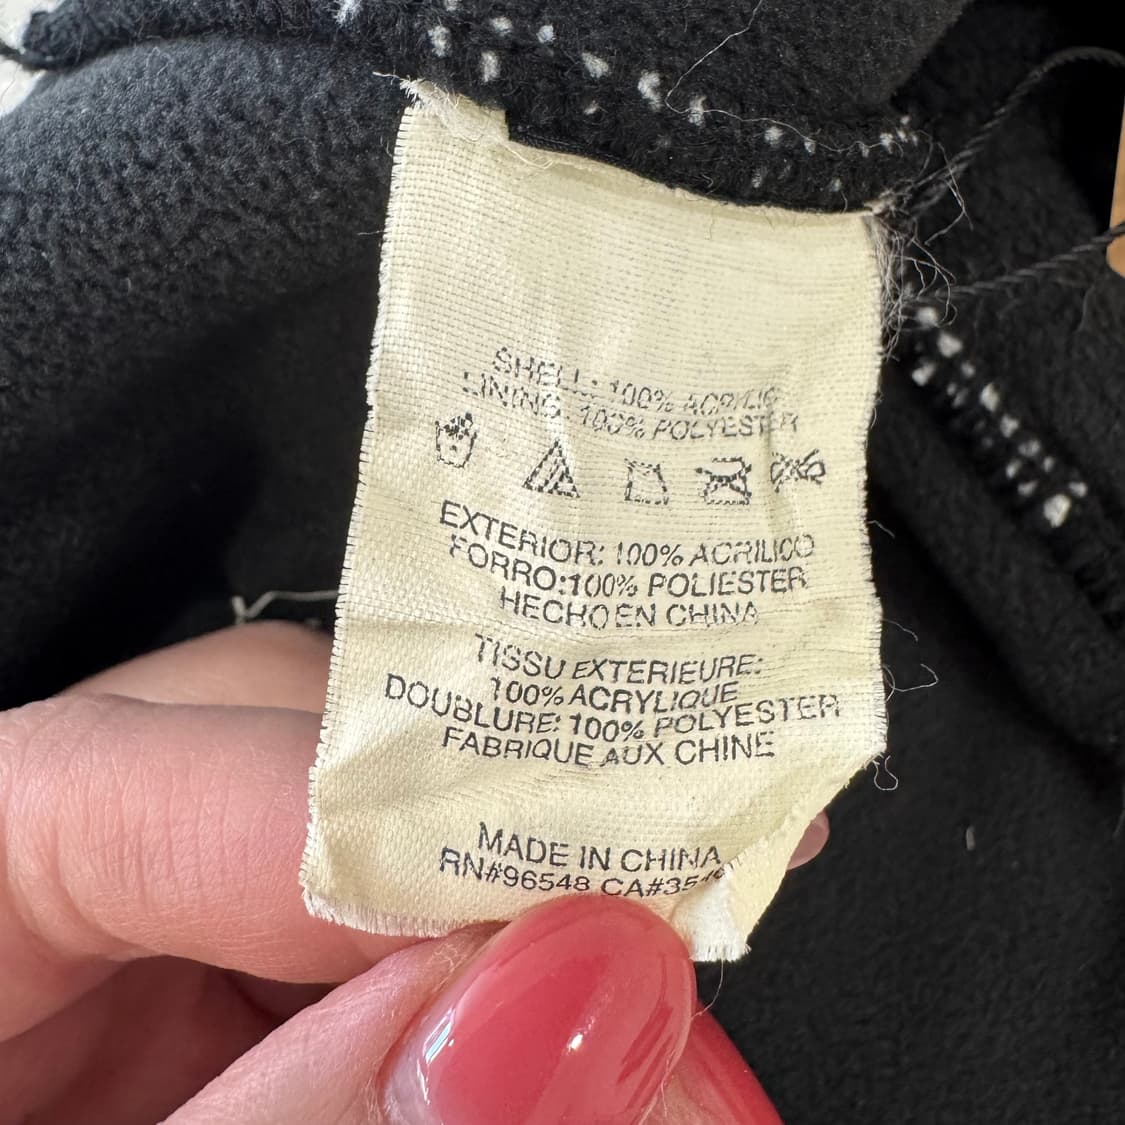 SHELL: 100% ACRYLIC
LINING: 100% POLYESTER
EXTERIOR: 100% ACRILICO
FORRO:100% POLIESTER
HECHO EN CHINA
TISSU EXTERIEURE:
100% ACRYLIQUE
DOUBLURE: 100% POLYESTER
FABRIQUE AUX CHINE
MADE IN CHINA
RN#96548